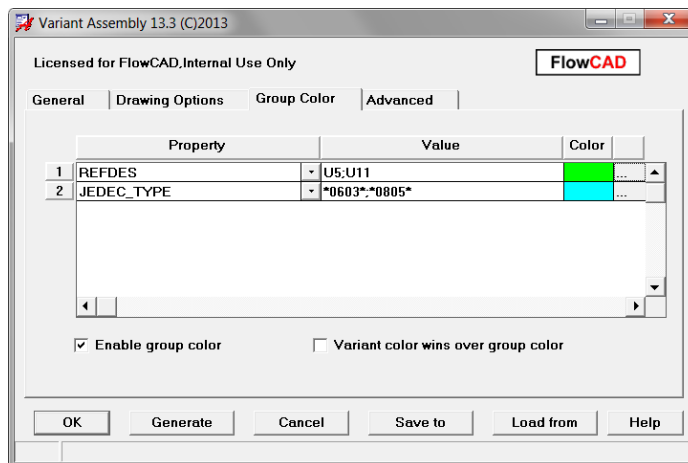 Variant Assembly 13.3 (C)2013
Licensed for FlowCAD,Internal Use Only
FlowCAD
General Drawing Options Group Color Advanced
Property Value Color
1 REFDES U5;U11 ...
2 JEDEC_TYPE *0603*;*0805* ...
Enable group color Variant color wins over group color
OK Generate Cancel Save to Load from Help